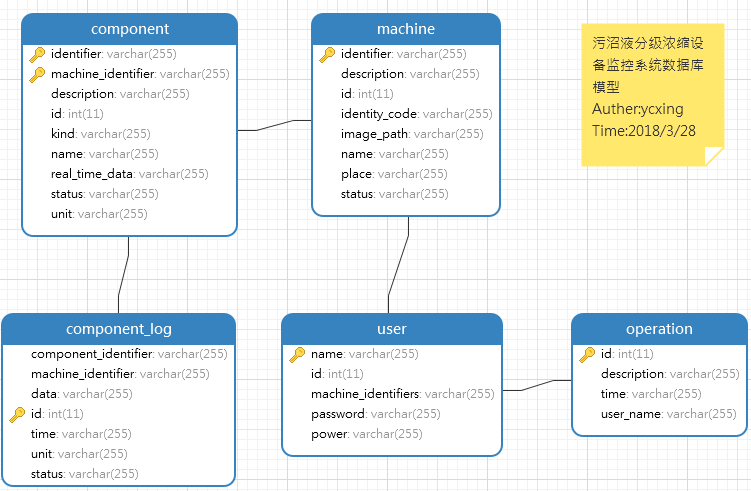 component
identifier: varchar(255)
machine_identifier: varchar(255)
description: varchar(255)
id: int(11)
kind: varchar(255)
name: varchar(255)
real_time_data: varchar(255)
status: varchar(255)
unit: varchar(255)
machine
identifier: varchar(255)
description: varchar(255)
id: int(11)
identity_code: varchar(255)
image_path: varchar(255)
name: varchar(255)
place: varchar(255)
status: varchar(255)
污沼液分级浓缩设
备监控系统数据库
模型
Auther:ycxing
Time:2018/3/28
component_log
component_identifier: varchar(255)
machine_identifier: varchar(255)
data: varchar(255)
id: int(11)
time: varchar(255)
unit: varchar(255)
status: varchar(255)
user
name: varchar(255)
id: int(11)
machine_identifiers: varchar(255)
password: varchar(255)
power: varchar(255)
operation
id: int(11)
description: varchar(255)
time: varchar(255)
user_name: varchar(255)